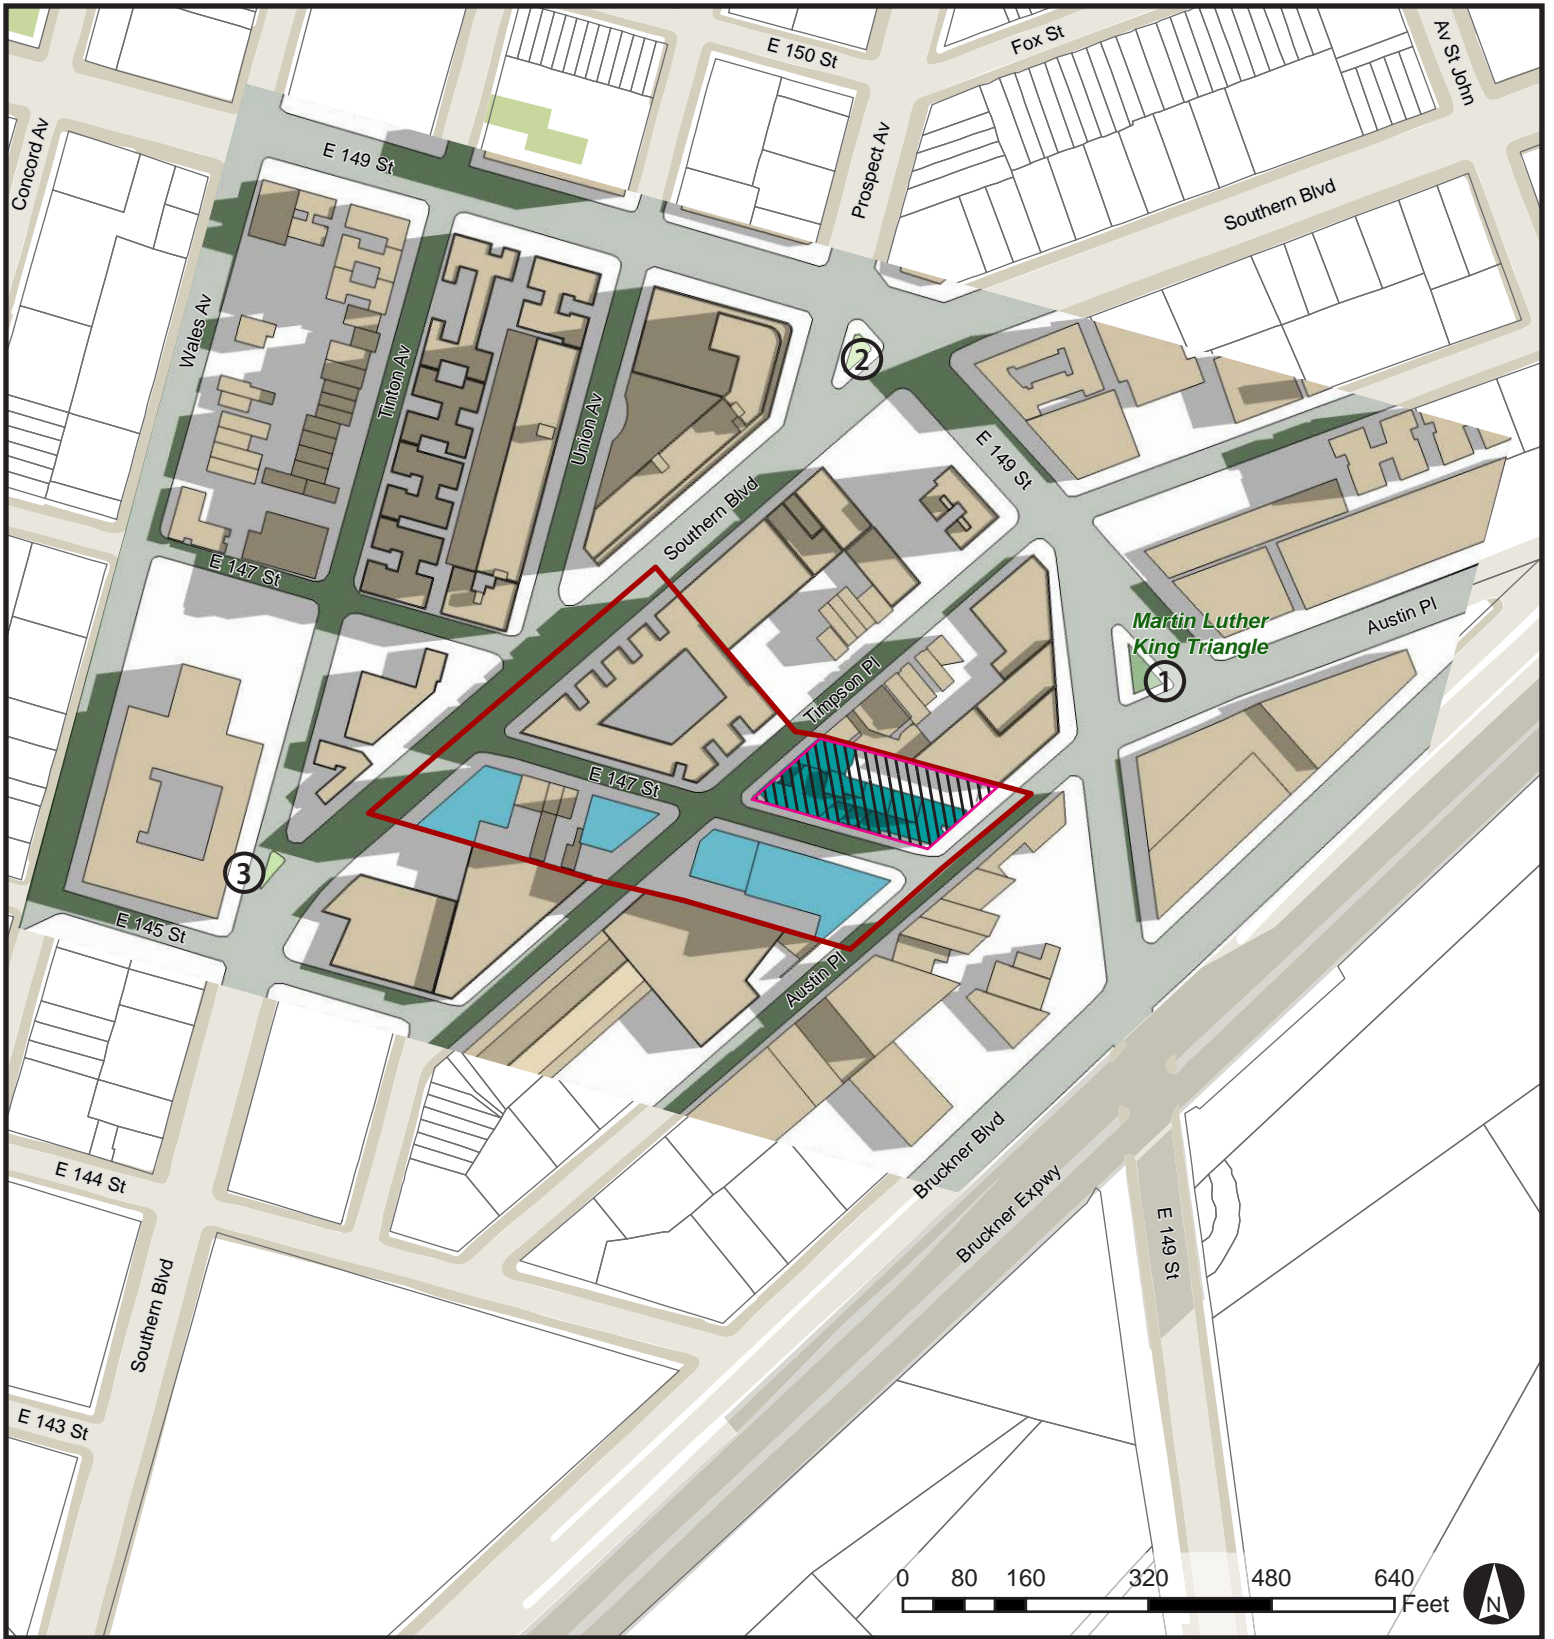 E 150 St
Fox St
Av St John
Concord Av
E 149 St
Prospect Av
Southern Blvd
Wales Av
Tinton Av
Union Av
2
E 149 St
Southern Blvd
E 147 St
Martin Luther
King Triangle
1
Austin Pl
Timpson Pl
E 147 St
3
E 145 St
Austin Pl
Bruckner Blvd
E 144 St
Bruckner Expwy
E 149 St
Southern Blvd
E 143 St
0 80 160 320 480 640
Feet
N